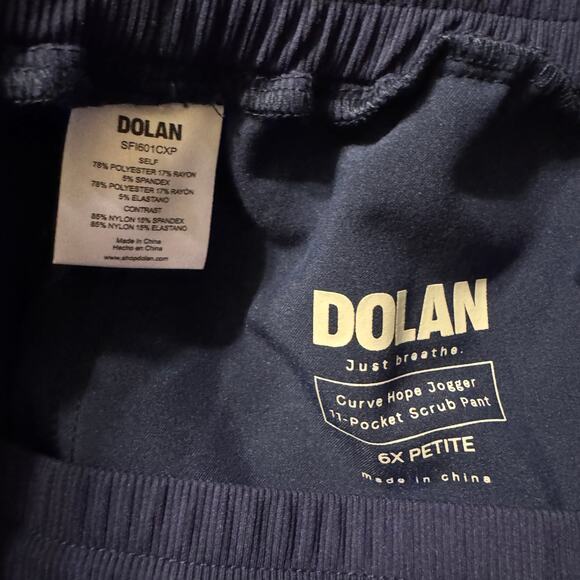 DOLAN
SFI601CXP
SELF
78% POLYESTER 17% RAYON
5% SPANDEX
78% POLYESTER 17% RAYON
5% ELASTANO
CONTRAST
85% NYLON 15% SPANDEX
85% NYLON 15% ELASTANO
Made in China
Hecho en China
www.shopdolan.com
DOLAN
Just breathe.
Curve Hope Jogger
11-Pocket Scrub Pant
6X PETITE
made in china